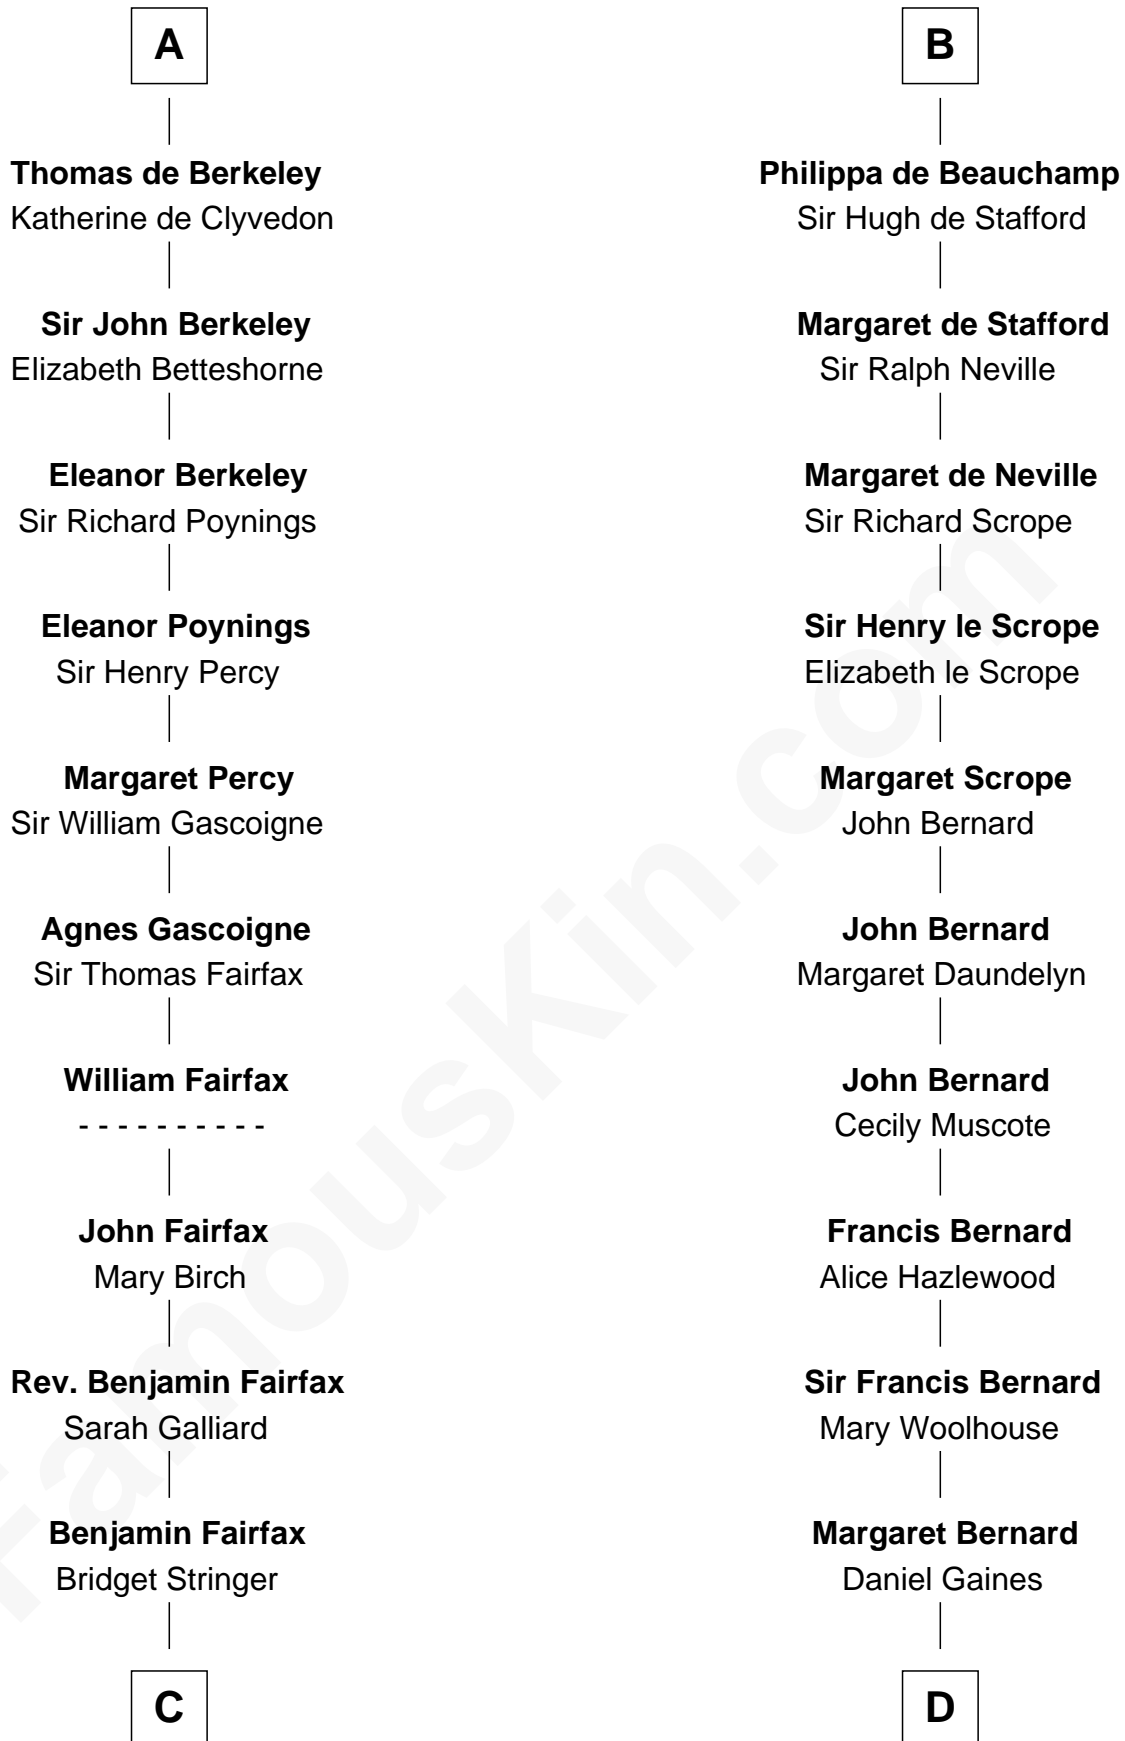 A
Thomas de Berkeley
Katherine de Clyvedon
Sir John Berkeley
Elizabeth Betteshorne
Eleanor Berkeley
Sir Richard Poynings
Eleanor Poynings
Sir Henry Percy
Margaret Percy
Sir William Gascoigne
Agnes Gascoigne
Sir Thomas Fairfax
William Fairfax
- - - - - - - - - -
John Fairfax
Mary Birch
Rev. Benjamin Fairfax
Sarah Galliard
Benjamin Fairfax
Bridget Stringer
C
B
Philippa de Beauchamp
Sir Hugh de Stafford
Margaret de Stafford
Sir Ralph Neville
Margaret de Neville
Sir Richard Scrope
Sir Henry le Scrope
Elizabeth le Scrope
Margaret Scrope
John Bernard
John Bernard
Margaret Daundelyn
John Bernard
Cecily Muscote
Francis Bernard
Alice Hazlewood
Sir Francis Bernard
Mary Woolhouse
Margaret Bernard
Daniel Gaines
D
FamousKin.com